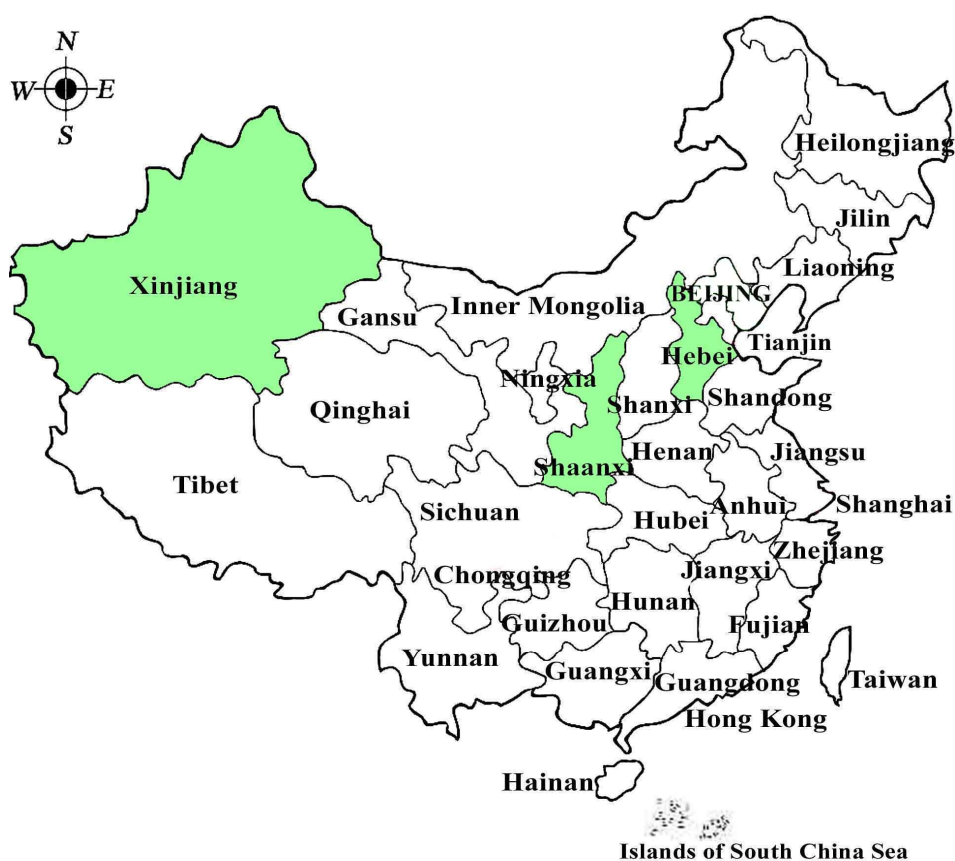 N
W E
S
Heilongjiang
Jilin
Liaoning
Xinjiang
BEIJING
Inner Mongolia
Gansu
Tianjin
Hebei
Ningxia
Shandong
Qinghai
Shanxi
Henan
Jiangsu
Shaanxi
Tibet
Shanghai
Anhui
Sichuan
Hubei
Zhejiang
Chongqing
Jiangxi
Hunan
Guizhou
Fujian
Yunnan
Guangxi
Guangdong
Taiwan
Hong Kong
Hainan
Islands of South China Sea